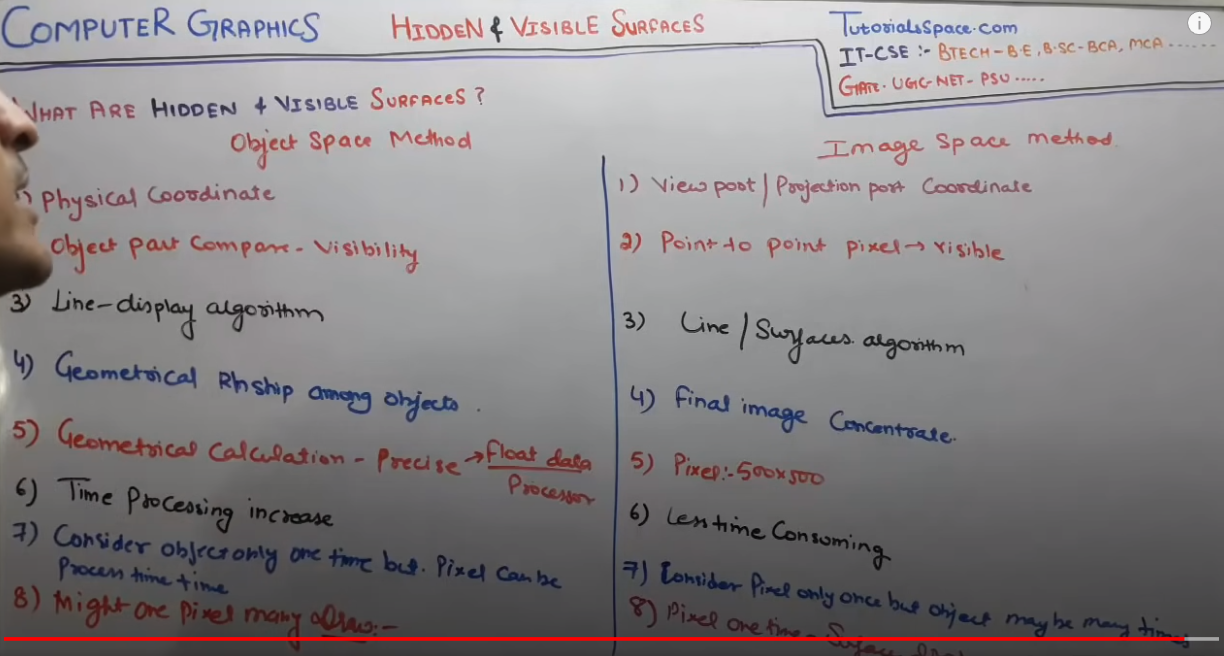 COMPUTER GRAPHICS
HIDDEN & VISIBLE SURFACES
TutorialsSpace.com
IT-CSE :- BTECH-B.E, B.SC-BCA, MCA ......
GATE. UGC-NET- PSU .....
WHAT ARE HIDDEN & VISIBLE SURFACES ?
Object Space Method
1) Physical Coordinate
Object part Compare - Visibility
3) Line-display algorithm
4) Geometrical Rhship among objects .
5) Geometrical Calculation - Precise → float data
Processor
6) Time Processing increase
7) Consider object only one time but. Pixel can be
Process time time
8) Might one pixel many draw:-
Image Space method.
1) View port / Projection port Coordinate
2) Point to point pixel → visible
3) Line / Surfaces. algorithm
4) Final image Concentrate.
5) Pixel:- 500x500
6) Less time Consuming
7) Consider Pixel only once but object may be many times
8) Pixel one time -